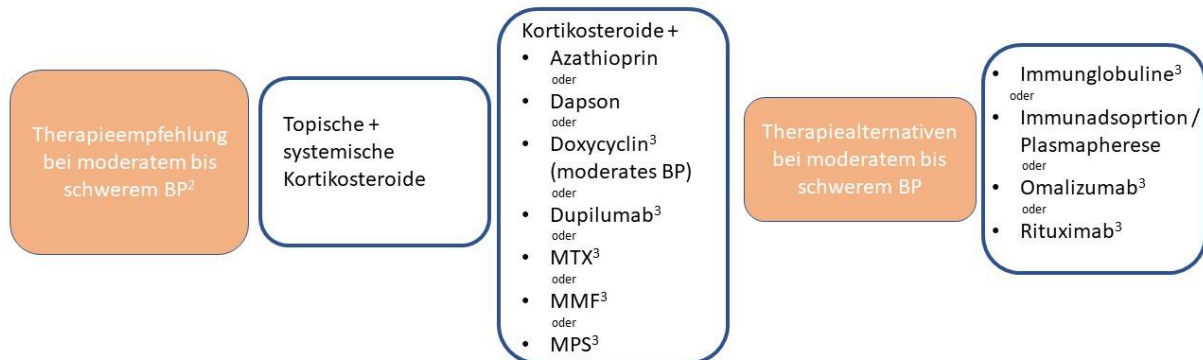 Therapieempfehlung
bei moderatem bis
schwerem BP²
Topische +
systemische
Kortikosteroide
Kortikosteroide +
• Azathioprin
oder
• Dapson
oder
• Doxycyclin³
(moderates BP)
oder
• Dupilumab³
oder
• MTX³
oder
• MMF³
oder
• MPS³
Therapiealternativen
bei moderatem bis
schwerem BP
• Immunglobuline³
oder
• Immunadsoprtion /
Plasmapherese
oder
• Omalizumab³
oder
• Rituximab³